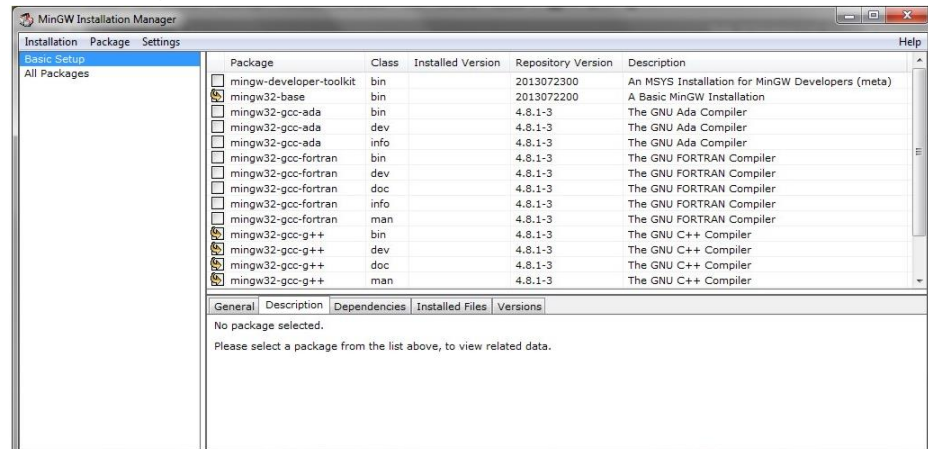 MinGW Installation Manager
Installation Package Settings Help
Basic Setup
All Packages
Package Class Installed Version Repository Version Description
mingw-developer-toolkit bin 2013072300 An MSYS Installation for MinGW Developers (meta)
mingw32-base bin 2013072200 A Basic MinGW Installation
mingw32-gcc-ada bin 4.8.1-3 The GNU Ada Compiler
mingw32-gcc-ada dev 4.8.1-3 The GNU Ada Compiler
mingw32-gcc-ada info 4.8.1-3 The GNU Ada Compiler
mingw32-gcc-fortran bin 4.8.1-3 The GNU FORTRAN Compiler
mingw32-gcc-fortran dev 4.8.1-3 The GNU FORTRAN Compiler
mingw32-gcc-fortran doc 4.8.1-3 The GNU FORTRAN Compiler
mingw32-gcc-fortran info 4.8.1-3 The GNU FORTRAN Compiler
mingw32-gcc-fortran man 4.8.1-3 The GNU FORTRAN Compiler
mingw32-gcc-g++ bin 4.8.1-3 The GNU C++ Compiler
mingw32-gcc-g++ dev 4.8.1-3 The GNU C++ Compiler
mingw32-gcc-g++ doc 4.8.1-3 The GNU C++ Compiler
mingw32-gcc-g++ man 4.8.1-3 The GNU C++ Compiler
General Description Dependencies Installed Files Versions
No package selected.
Please select a package from the list above, to view related data.